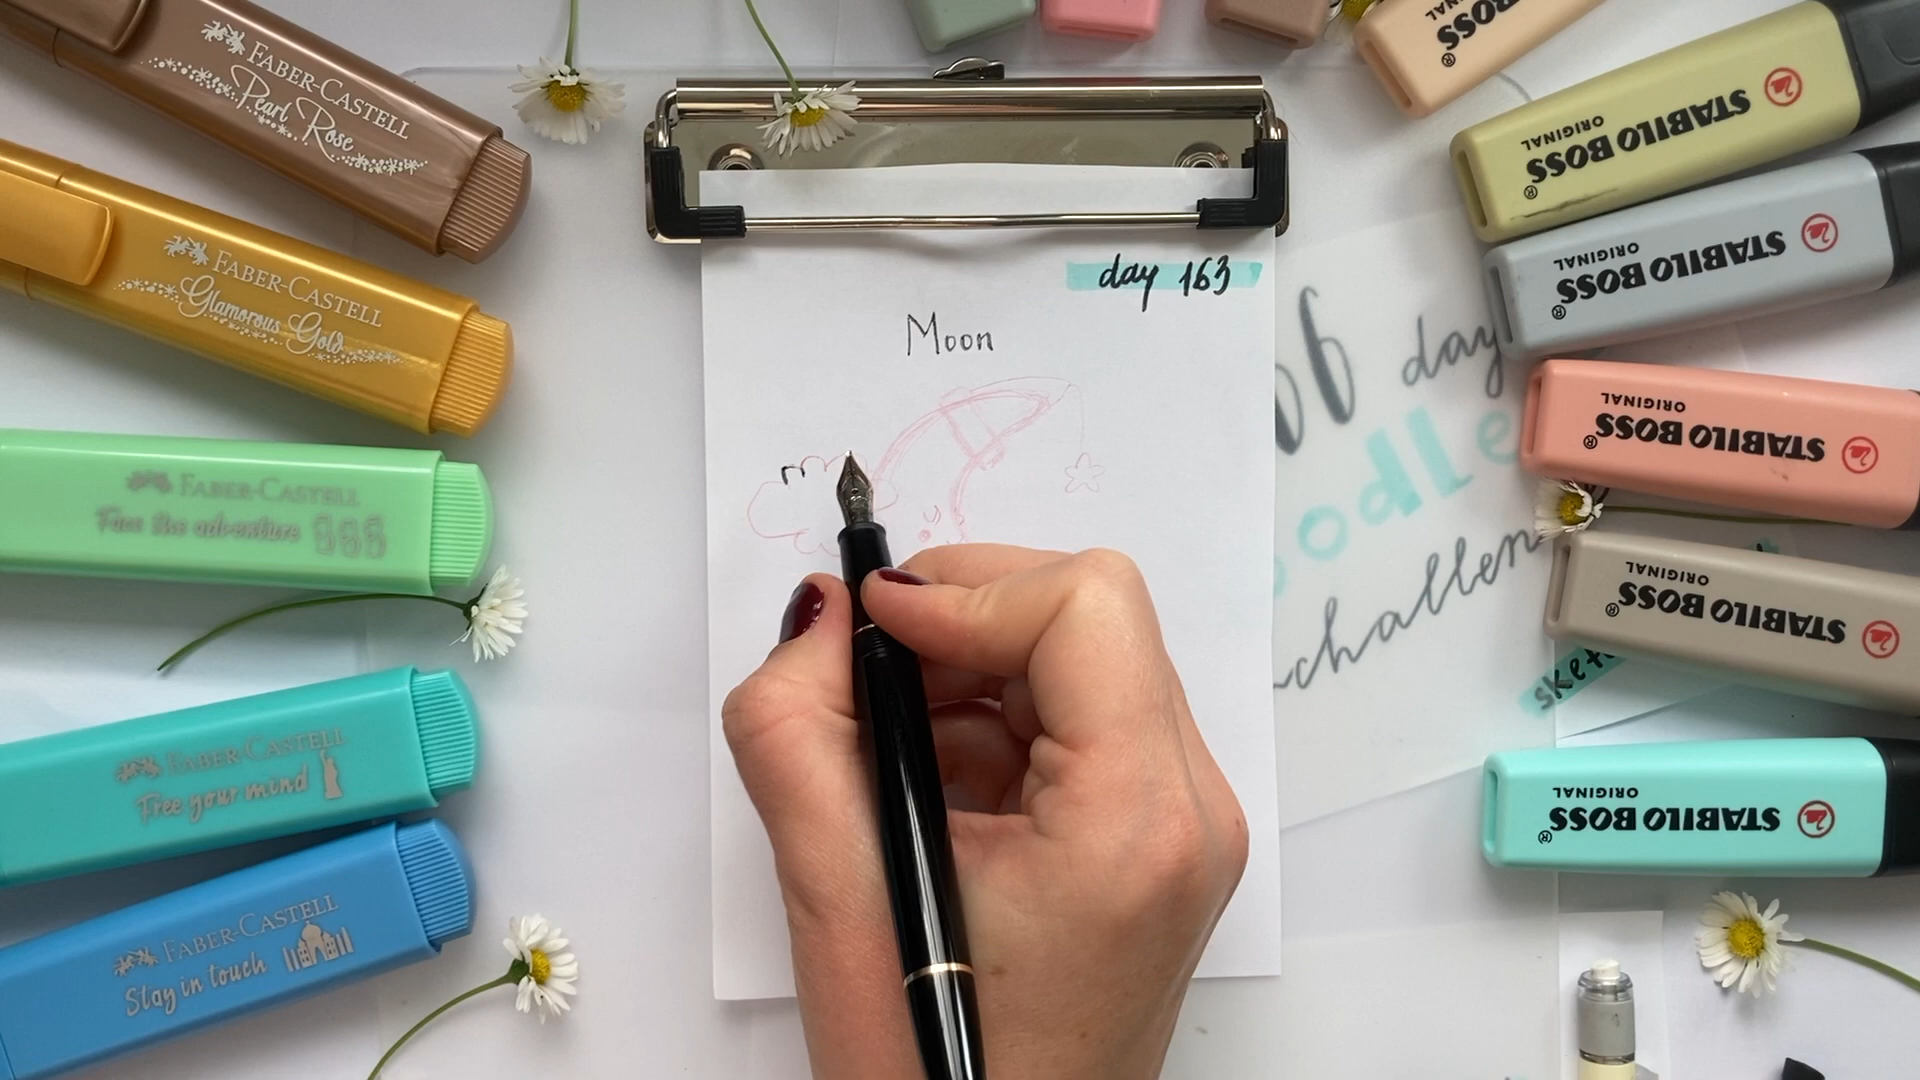 FABER-CASTELL
Pearl Rose
FABER-CASTELL
Glamorous Gold
FABER-CASTELL
Face the adventure
FABER-CASTELL
Free your mind
FABER-CASTELL
Stay in touch
day 163
Moon
day
challen
BOSS
STABILO BOSS
ORIGINAL
STABILO BOSS
ORIGINAL
STABILO BOSS
ORIGINAL
STABILO BOSS
ORIGINAL
STABILO BOSS
ORIGINAL